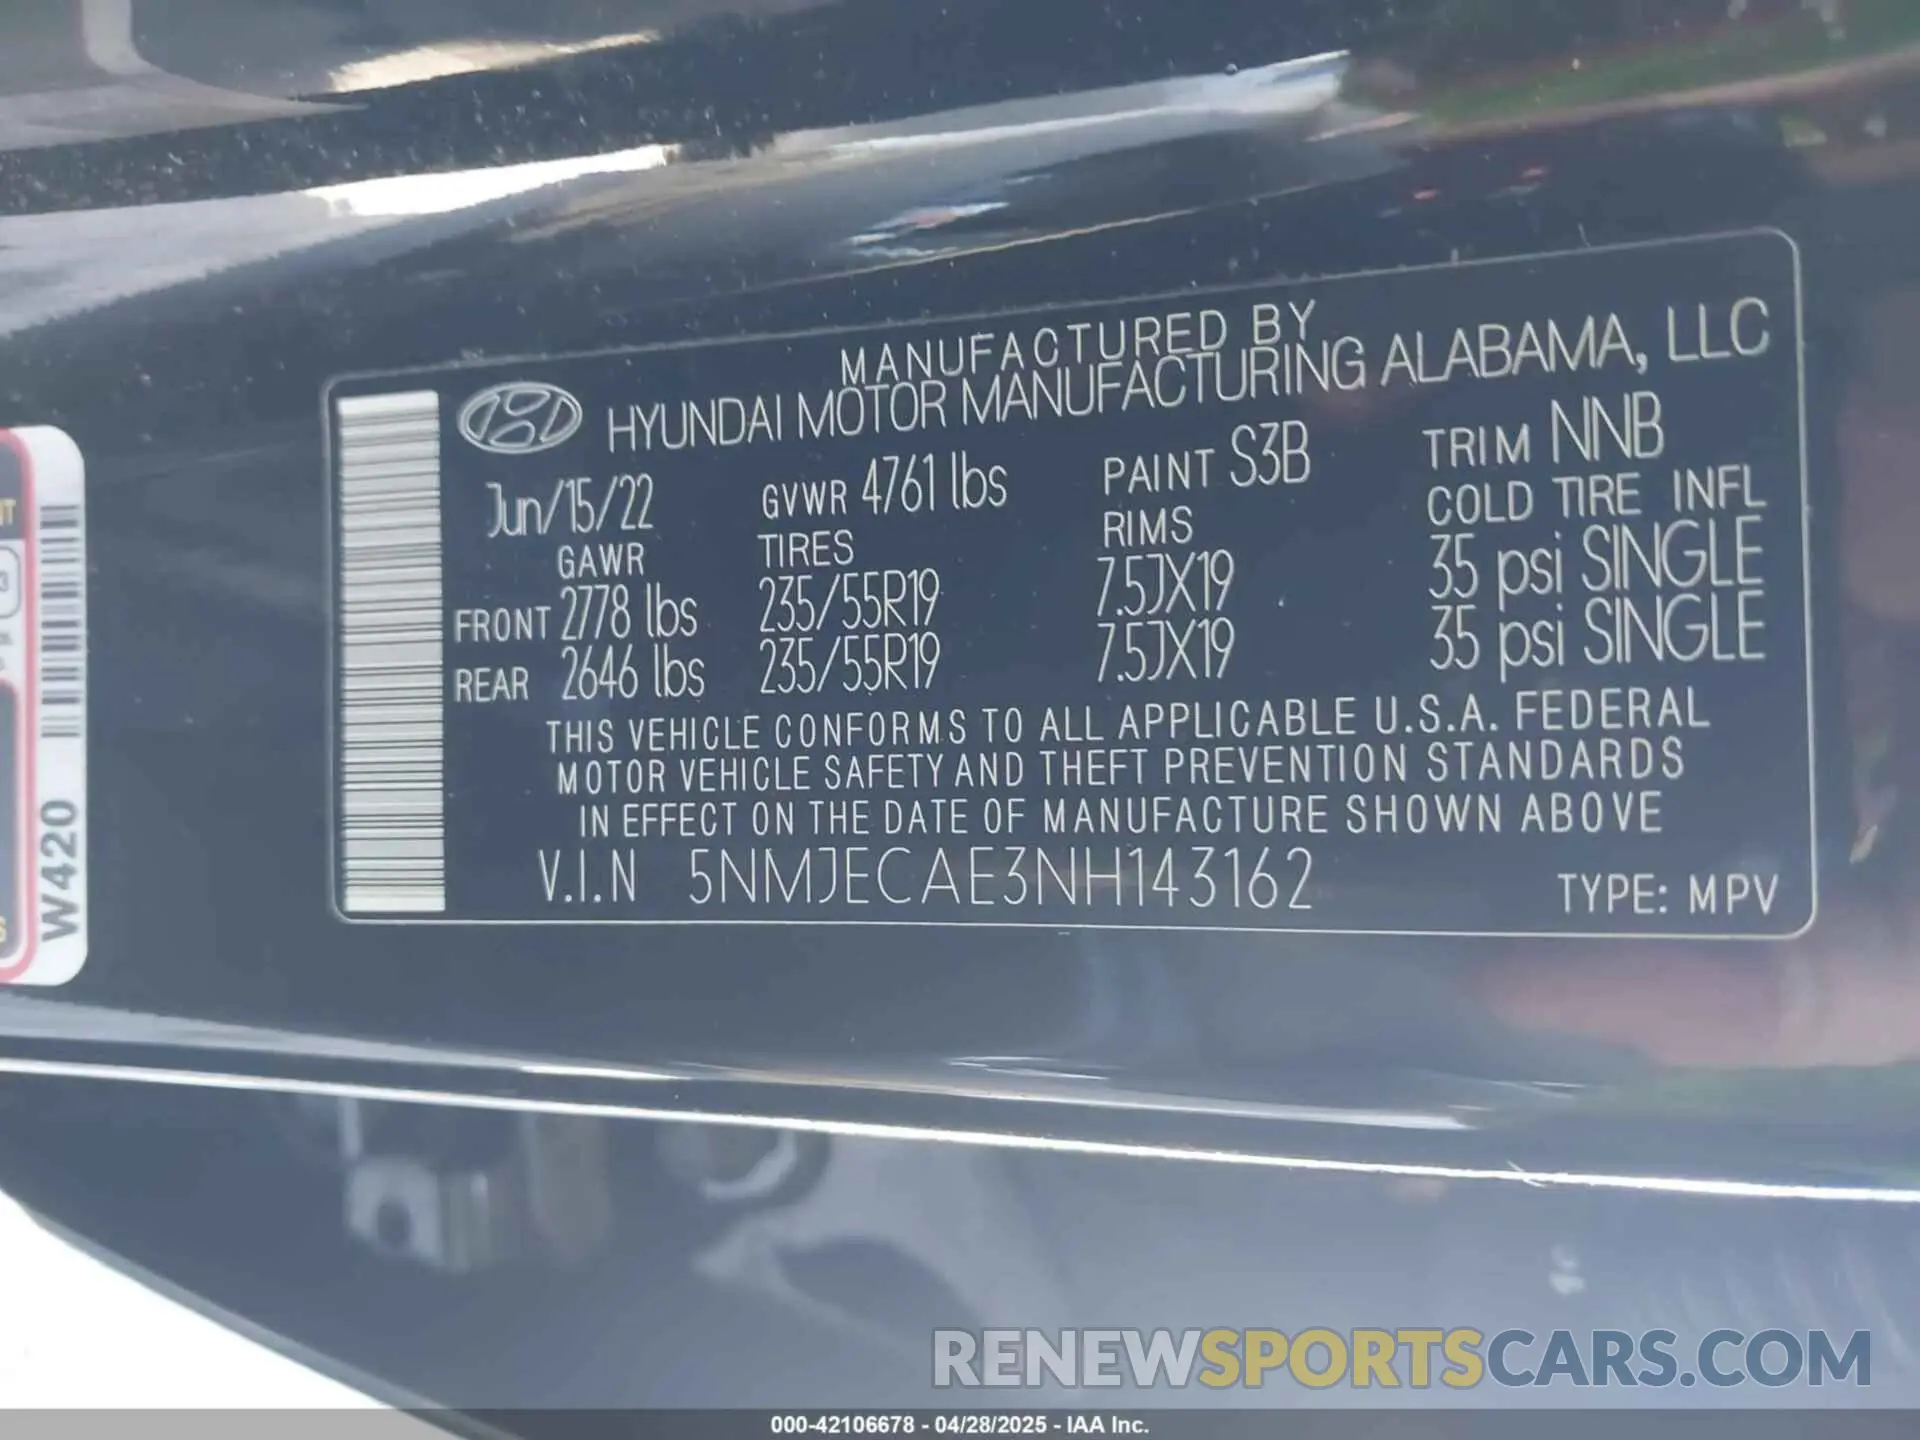 MANUFACTURED BY
HYUNDAI MOTOR MANUFACTURING ALABAMA, LLC
Jun/15/22 GVWR 4761 lbs PAINT S3B TRIM NNB
GAWR TIRES RIMS COLD TIRE INFL
FRONT 2778 lbs 235/55R19 7.5JX19 35 psi SINGLE
REAR 2646 lbs 235/55R19 7.5JX19 35 psi SINGLE
THIS VEHICLE CONFORMS TO ALL APPLICABLE U.S.A. FEDERAL
MOTOR VEHICLE SAFETY AND THEFT PREVENTION STANDARDS
IN EFFECT ON THE DATE OF MANUFACTURE SHOWN ABOVE
V.I.N 5NMJECAE3NH143162 TYPE: MPV
W420
RENEWSPORTSCARS.COM
000-42106678 - 04/28/2025 - IAA Inc.